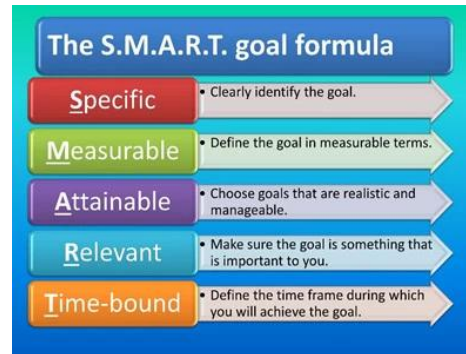 The S.M.A.R.T. goal formula
Specific
• Clearly identify the goal.
Measurable
• Define the goal in measurable terms.
Attainable
• Choose goals that are realistic and
manageable.
Relevant
• Make sure the goal is something that
is important to you.
Time-bound
• Define the time frame during which
you will achieve the goal.